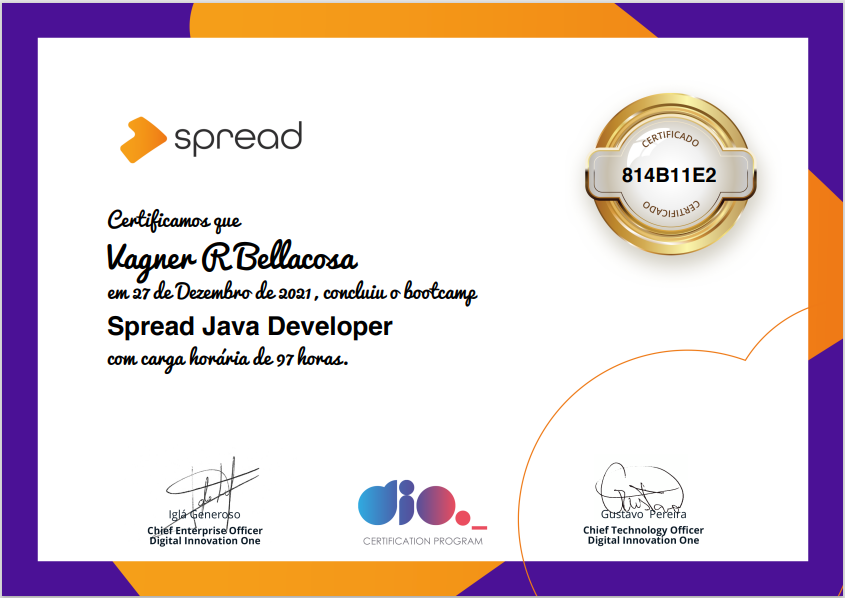 spread
CERTIFICADO
814B11E2
CERTIFICADO
Certificamos que
Vagner R Bellacosa
em 27 de Dezembro de 2021 , concluiu o bootcamp
Spread Java Developer
com carga horária de 97 horas.
Iglá Generoso
Chief Enterprise Officer
Digital Innovation One
dio._
CERTIFICATION PROGRAM
Gustavo Pereira
Chief Technology Officer
Digital Innovation One